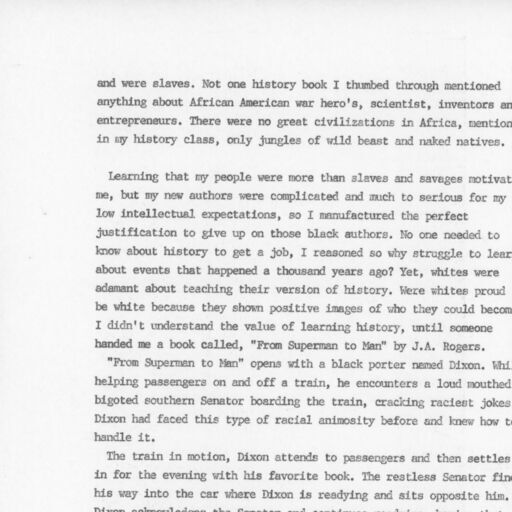 and were slaves. Not one history book I thumbed through mentioned
anything about African American war hero's, scientist, inventors an
entrepreneurs. There were no great civilizations in Africa, mention
in my history class, only jungles of wild beast and naked natives.
Learning that my people were more than slaves and savages motivat
me, but my new authors were complicated and much to serious for my
low intellectual expectations, so I manufactured the perfect
justification to give up on those black authors. No one needed to
know about history to get a job, I reasoned so why struggle to lear
about events that happened a thousand years ago? Yet, whites were
adamant about teaching their version of history. Were whites proud
be white because they shown positive images of who they could becom
I didn't understand the value of learning history, until someone
handed me a book called, "From Superman to Man" by J.A. Rogers.
"From Superman to Man" opens with a black porter named Dixon. Whi
helping passengers on and off a train, he encounters a loud mouthed
bigoted southern Senator boarding the train, cracking raciest jokes
Dixon had faced this type of racial animosity before and knew how t
handle it.
The train in motion, Dixon attends to passengers and then settles
in for the evening with his favorite book. The restless Senator fin
his way into the car where Dixon is readying and sits opposite him.
Dixon acknowledges the Senator and continues